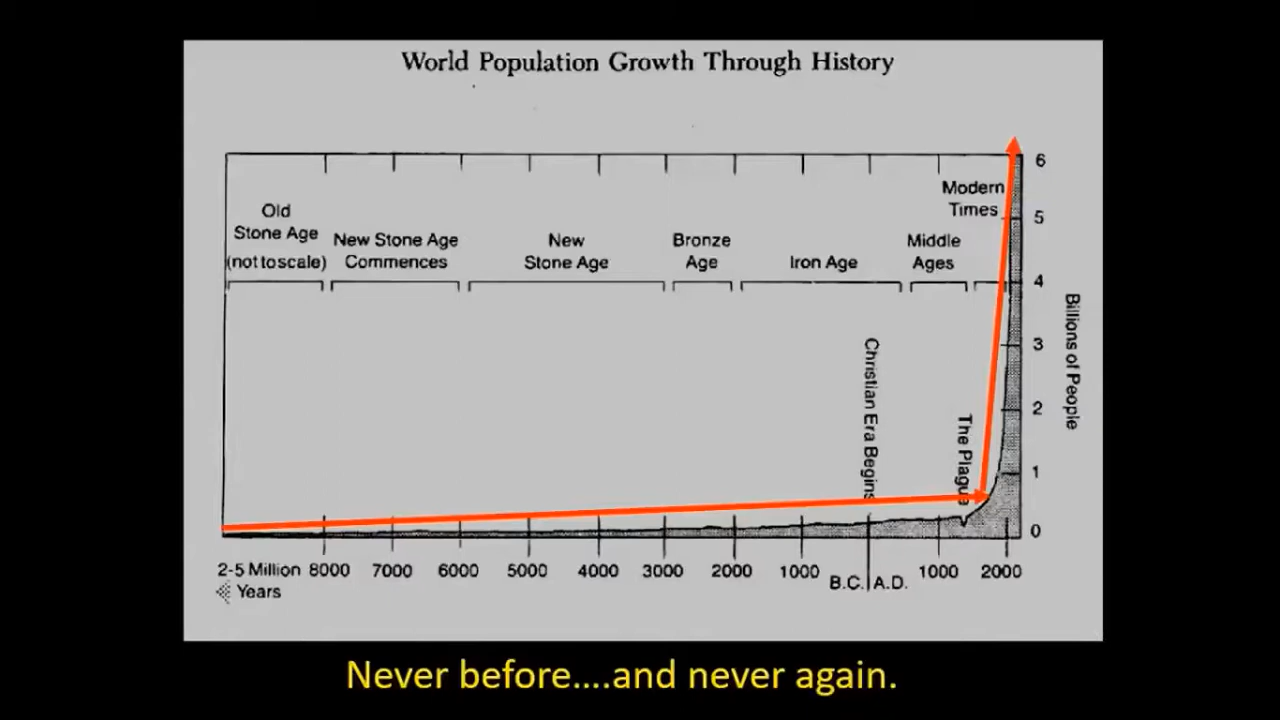 World Population Growth Through History
6
Modern
Times
5
Old
Stone Age
(not to scale)
New Stone Age
Commences
New
Stone Age
Bronze
Age
Iron Age
Middle
Ages
4
3
2
1
0
Billions of People
Christian Era Begins
The Plague
2-5 Million 8000 7000 6000 5000 4000 3000 2000 1000 B.C. A.D. 1000 2000
Years
Never before....and never again.